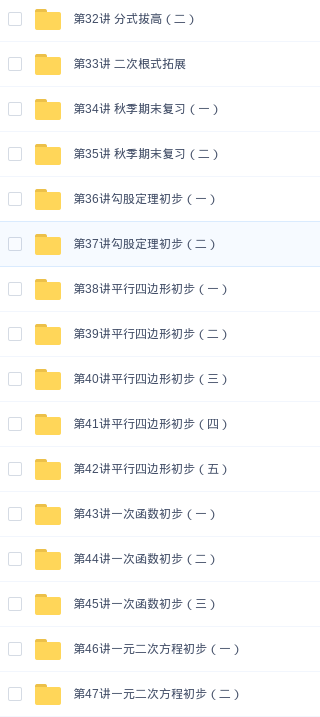 第32讲 分式拔高（二）
第33讲 二次根式拓展
第34讲 秋季期末复习（一）
第35讲 秋季期末复习（二）
第36讲勾股定理初步（一）
第37讲勾股定理初步（二）
第38讲平行四边形初步（一）
第39讲平行四边形初步（二）
第40讲平行四边形初步（三）
第41讲平行四边形初步（四）
第42讲平行四边形初步（五）
第43讲一次函数初步（一）
第44讲一次函数初步（二）
第45讲一次函数初步（三）
第46讲一元二次方程初步（一）
第47讲一元二次方程初步（二）